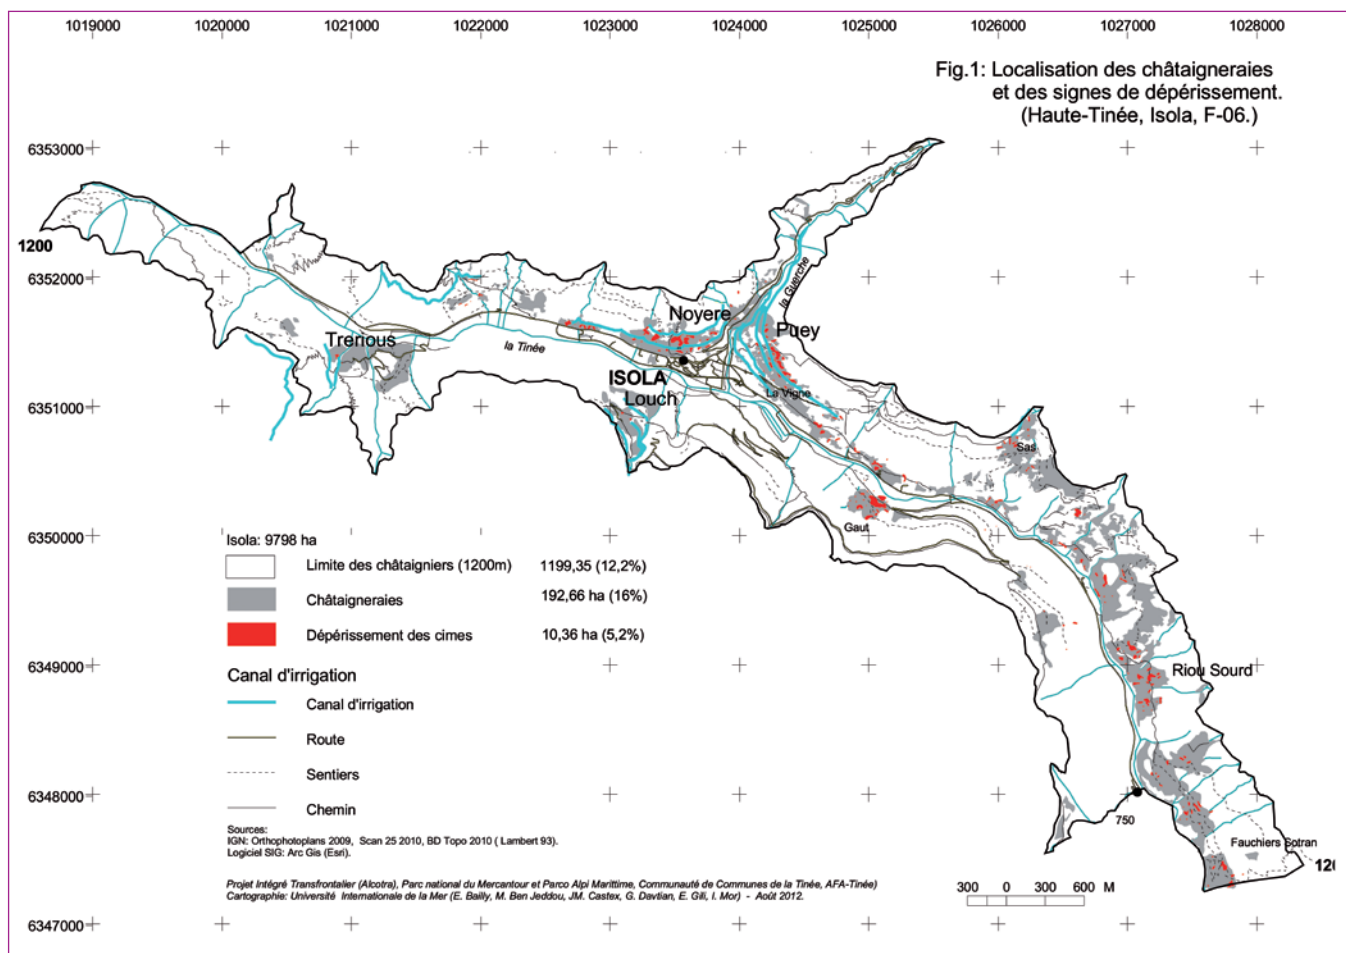 1019000 1020000 1021000 1022000 1023000 1024000 1025000 1026000 1027000 1028000
Fig.1: Localisation des châtaigneraies
et des signes de dépérissement.
(Haute-Tinée, Isola, F-06.)
6353000
1200
6352000
la Guerche
Noyere
Puey
Trenous
la Tinée
ISOLA
Louch
La Vigne
6351000
Sas
Gaut
6350000
Isola: 9798 ha
Limite des châtaigniers (1200m) 1199,35 (12,2%)
Châtaigneraies 192,66 ha (16%)
Dépérissement des cimes 10,36 ha (5,2%)
6349000
Riou Sourd
Canal d'irrigation
Canal d'irrigation
Route
Sentiers
6348000
Chemin
750
Sources:
IGN: Orthophotoplans 2009, Scan 25 2010, BD Topo 2010 ( Lambert 93).
Logiciel SIG: Arc Gis (Esri).
Fauchiers Sotran
120
Projet Intégré Transfrontalier (Alcotra), Parc national du Mercantour et Parco Alpi Marittime, Communauté de Communes de la Tinée, AFA-Tinée)
Cartographie: Université Internationale de la Mer (E. Bailly, M. Ben Jeddou, JM. Castex, G. Davtian, E. Gili, I. Mor) - Août 2012.
300 0 300 600 M
6347000